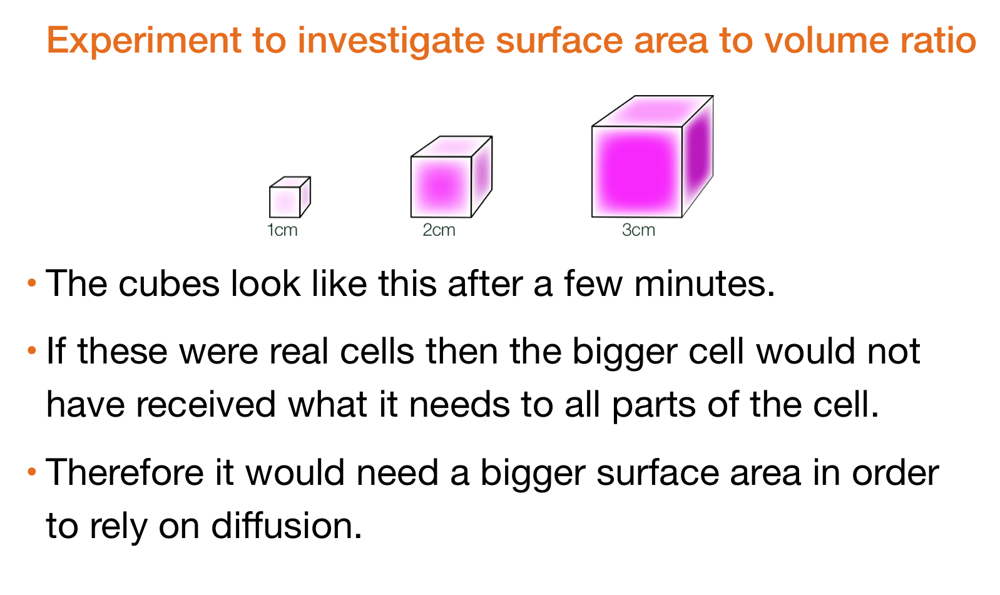 Experiment to investigate surface area to volume ratio
1cm 2cm 3cm
• The cubes look like this after a few minutes.
• If these were real cells then the bigger cell would not
have received what it needs to all parts of the cell.
• Therefore it would need a bigger surface area in order
to rely on diffusion.